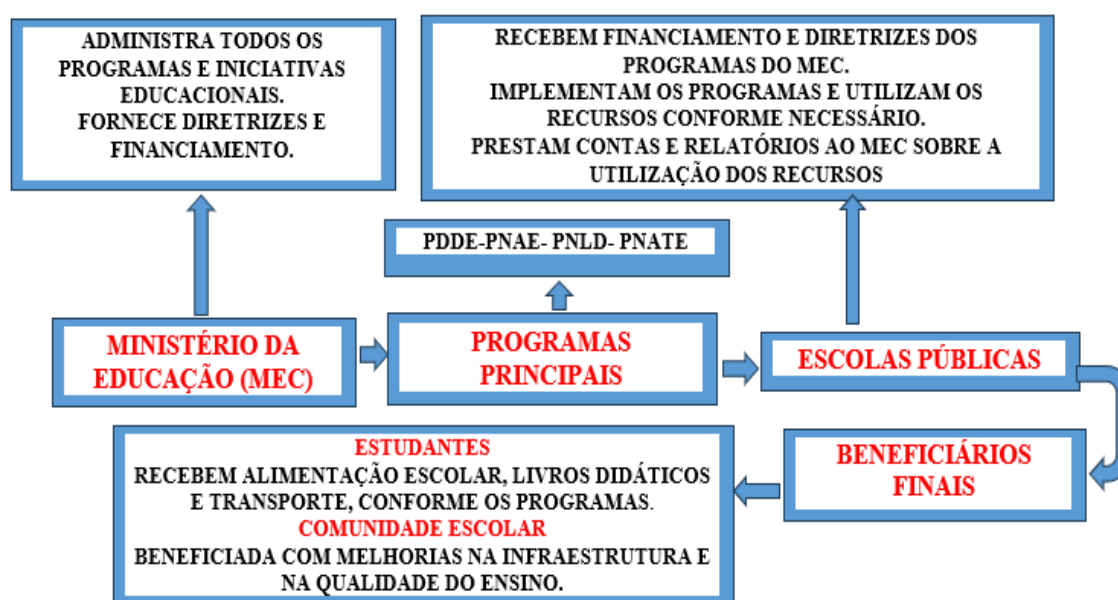 ADMINISTRA TODOS OS
PROGRAMAS E INICIATIVAS
EDUCACIONAIS.
FORNECE DIRETRIZES E
FINANCIAMENTO.
RECEBEM FINANCIAMENTO E DIRETRIZES DOS
PROGRAMAS DO MEC.
IMPLEMENTAM OS PROGRAMAS E UTILIZAM OS
RECURSOS CONFORME NECESSÁRIO.
PRESTAM CONTAS E RELATÓRIOS AO MEC SOBRE A
UTILIZAÇÃO DOS RECURSOS
PDDE-PNAE- PNLD- PNATE
MINISTÉRIO DA
EDUCAÇÃO (MEC)
PROGRAMAS
PRINCIPAIS
ESCOLAS PÚBLICAS
BENEFICIÁRIOS
FINAIS
ESTUDANTES
RECEBEM ALIMENTAÇÃO ESCOLAR, LIVROS DIDÁTICOS
E TRANSPORTE, CONFORME OS PROGRAMAS.
COMUNIDADE ESCOLAR
BENEFICIADA COM MELHORIAS NA INFRAESTRUTURA E
NA QUALIDADE DO ENSINO.